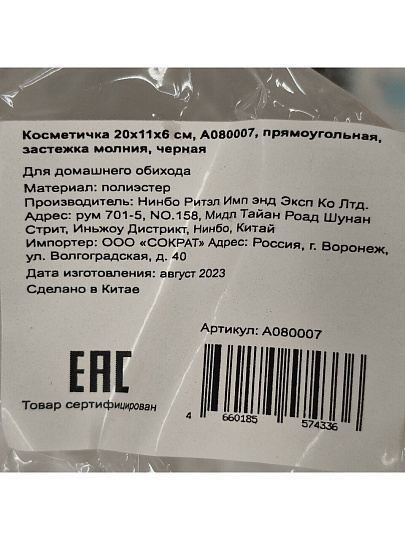 Косметичка 20x11x6 см, A080007, прямоугольная,
застежка молния, черная
Для домашнего обихода
Материал: полиэстер
Производитель: Нинбо Ритэл Имп энд Эксп Ко Лтд.
Адрес: рум 701-5, NO.158, Мидл Тайан Роад Шунан
Стрит, Иньжоу Дистрикт, Нинбо, Китай
Импортер: ООО «СОКРАТ» Адрес: Россия, г. Воронеж,
ул. Волгоградская, д. 40
Дата изготовления: август 2023
Сделано в Китае
Артикул: A080007
ЕАС
Товар сертифицирован
4 660185 574336